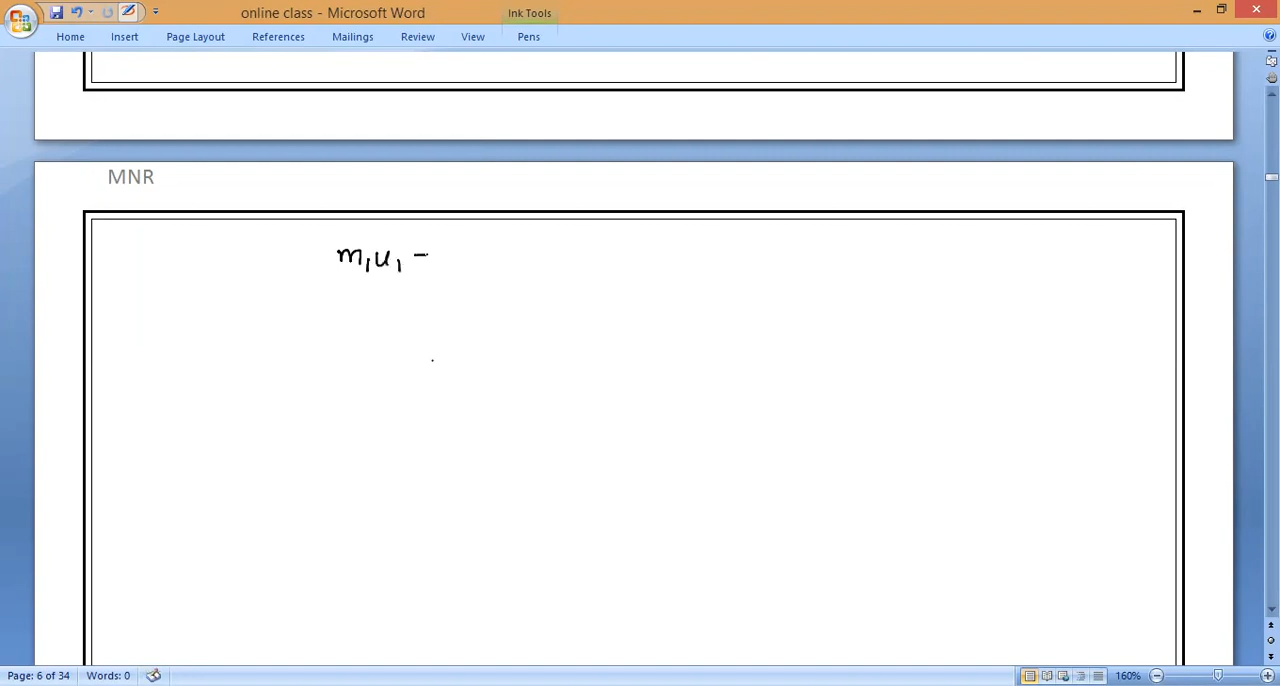 online class - Microsoft Word
Ink Tools
Home Insert Page Layout References Mailings Review View Pens
MNR
m₁u₁ -
Page: 6 of 34 Words: 0 160%